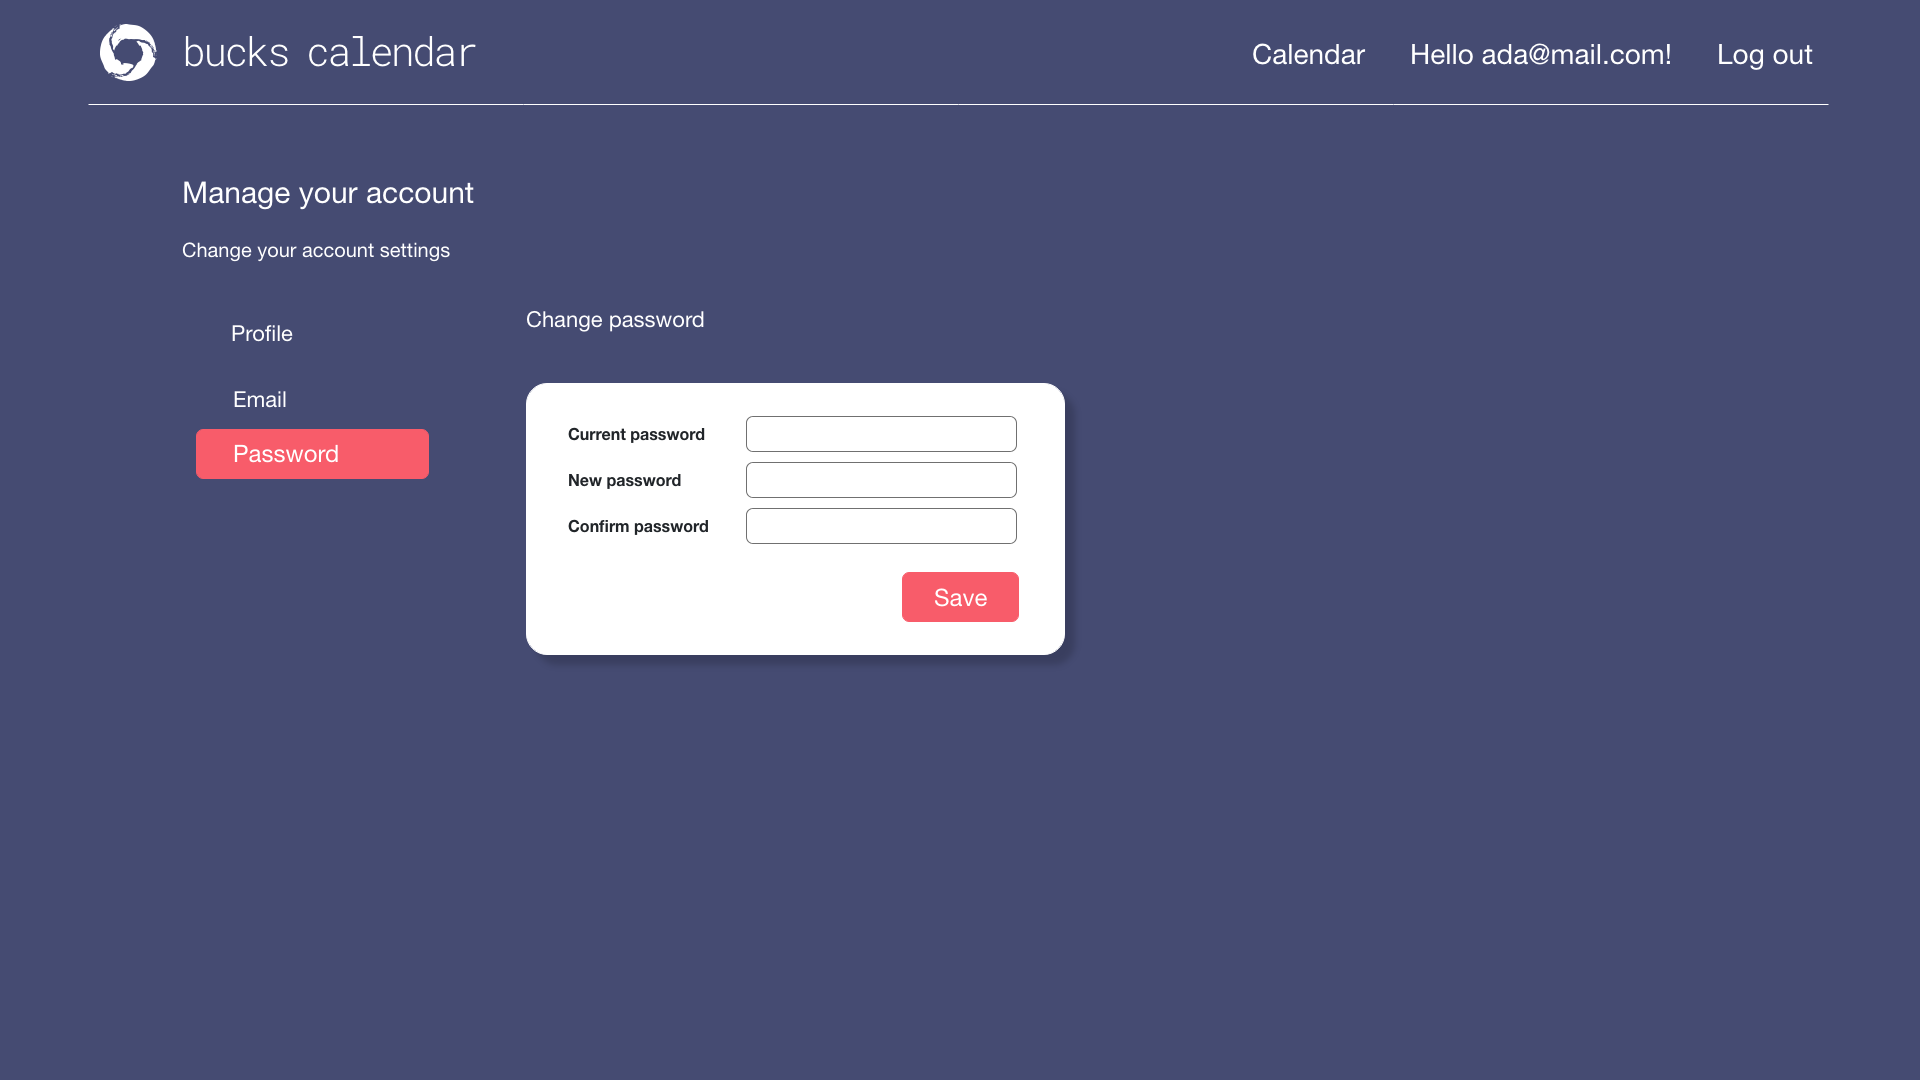 bucks calendar
Calendar
Hello ada@mail.com!
Log out
Manage your account
Change your account settings
Profile
Email
Password
Change password
Current password
New password
Confirm password
Save